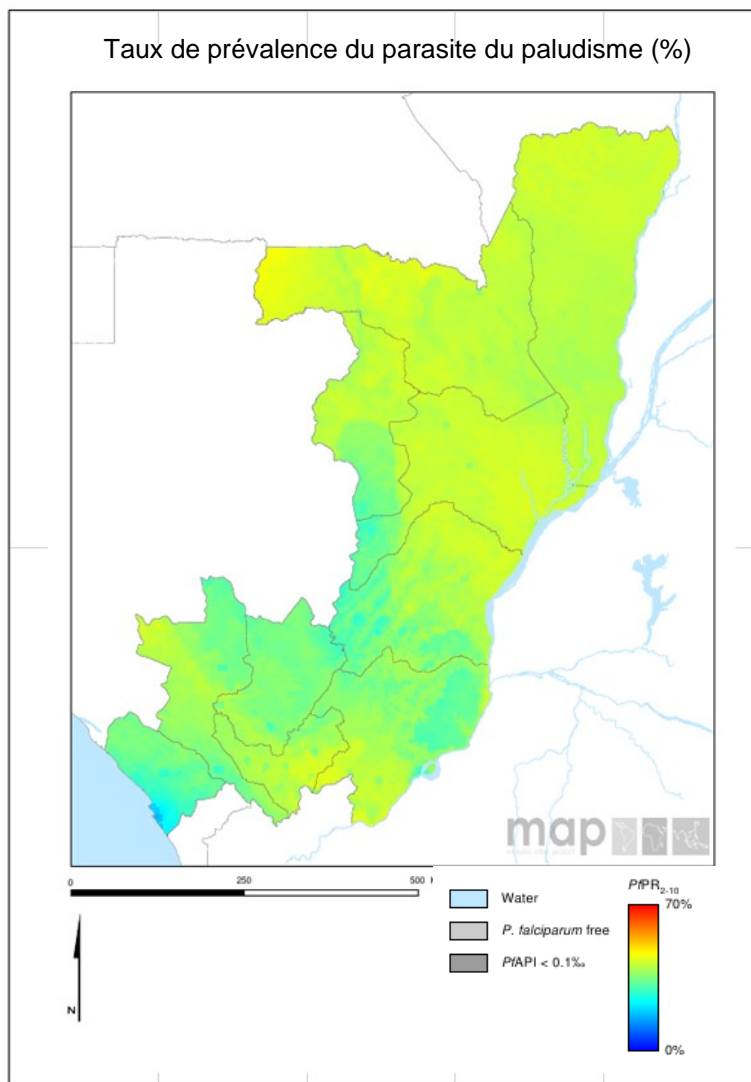 Taux de prévalence du parasite du paludisme (%)
map
0 250 500
N
Water
P. falciparum free
PfAPI < 0.1‰
PfPR2-10
70%
0%